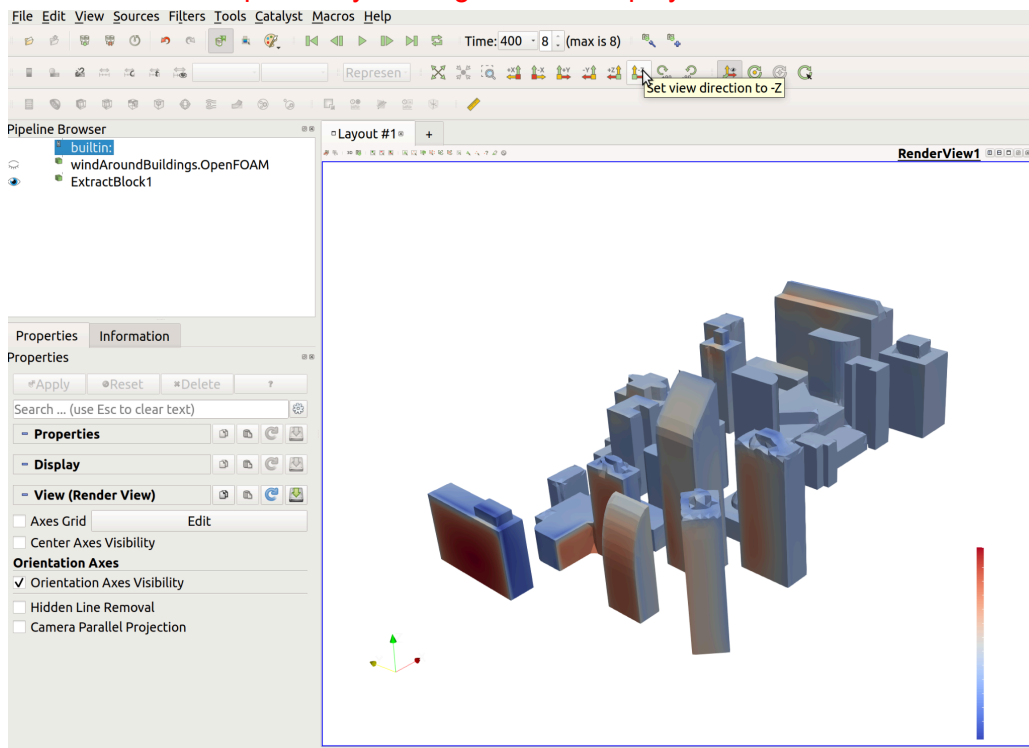 File Edit View Sources Filters Tools Catalyst Macros Help
Time: 400 8 (max is 8)
Represen
+X -X +Y -Y +Z
Set view direction to -Z
Pipeline Browser
Layout #1 +
builtin:
RenderView1
windAroundBuildings.OpenFOAM
ExtractBlock1
Properties Information
Properties
Apply Reset Delete ?
Search ... (use Esc to clear text)
Properties
Display
View (Render View)
Axes Grid Edit
Center Axes Visibility
Orientation Axes
Orientation Axes Visibility
Hidden Line Removal
Camera Parallel Projection